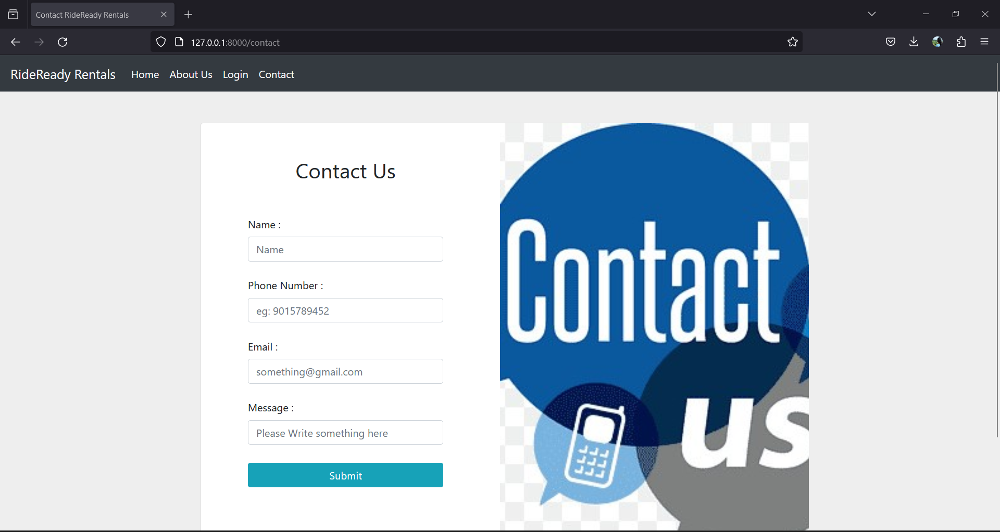 Contact RideReady Rentals
127.0.0.1:8000/contact
RideReady Rentals Home About Us Login Contact
Contact Us
Name :
Name
Phone Number :
eg: 9015789452
Email :
something@gmail.com
Message :
Please Write something here
Submit
Contact
us